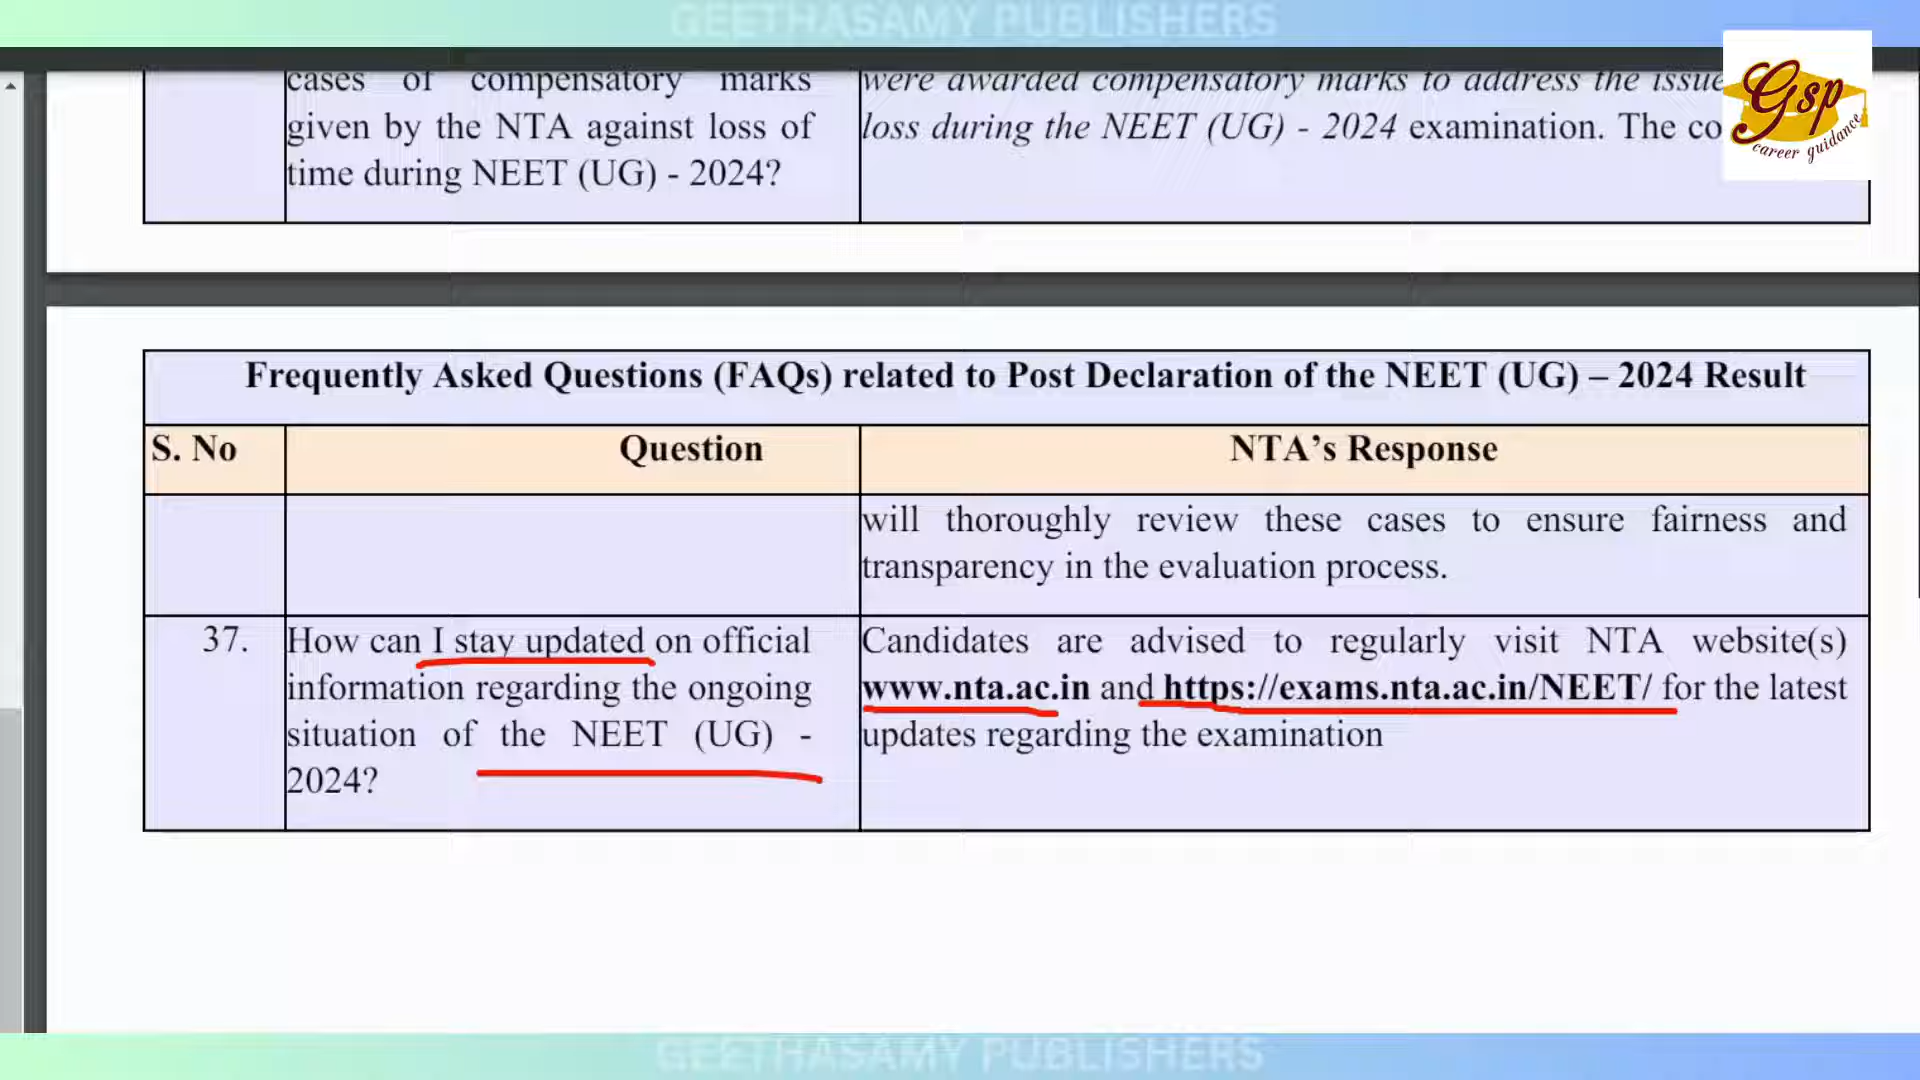 GEETHASAMY PUBLISHERS
cases of compensatory marks
given by the NTA against loss of
time during NEET (UG) - 2024?
were awarded compensatory marks to address the issue
loss during the NEET (UG) - 2024 examination. The co
Gsp
career guidance
Frequently Asked Questions (FAQs) related to Post Declaration of the NEET (UG) – 2024 Result
S. No
Question
NTA’s Response
will thoroughly review these cases to ensure fairness and
transparency in the evaluation process.
37.
How can I stay updated on official
information regarding the ongoing
situation of the NEET (UG) -
2024?
Candidates are advised to regularly visit NTA website(s)
www.nta.ac.in and https://exams.nta.ac.in/NEET/ for the latest
updates regarding the examination
GEETHASAMY PUBLISHERS